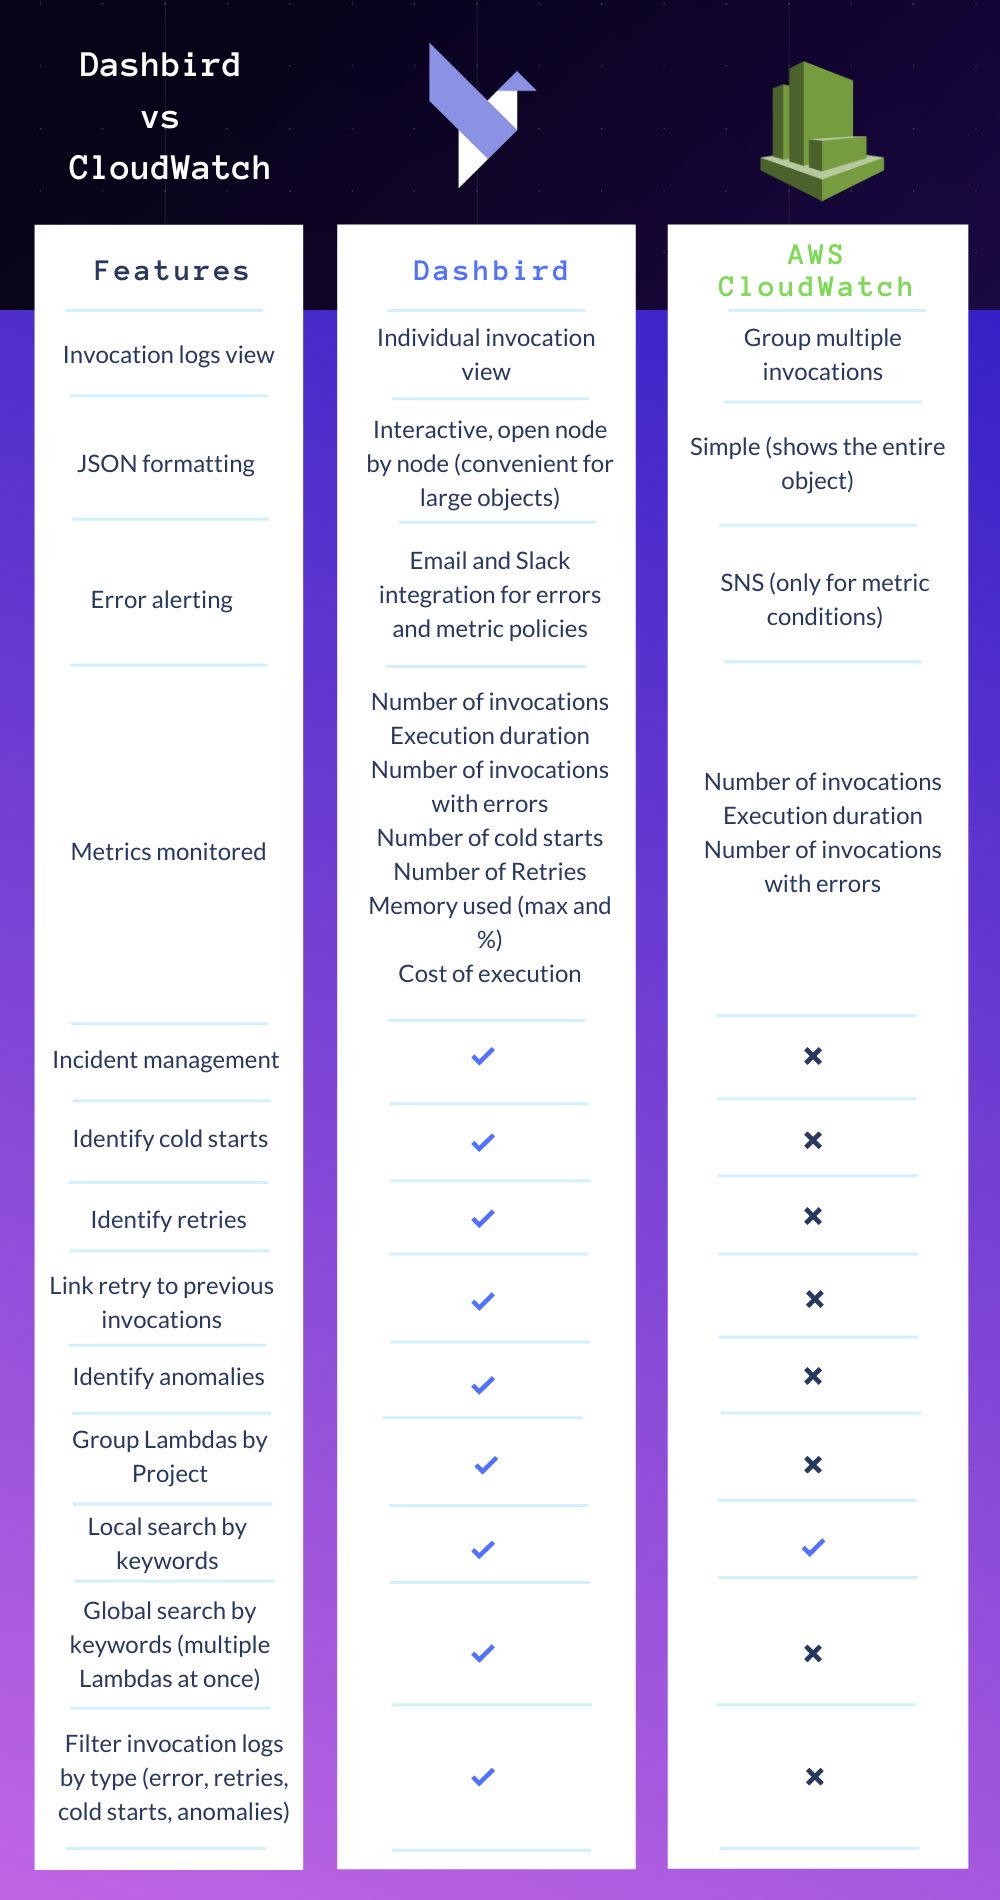 Dashbird
vs
CloudWatch
Features
Dashbird
AWS
CloudWatch
Invocation logs view
Individual invocation
view
Group multiple
invocations
JSON formatting
Interactive, open node
by node (convenient for
large objects)
Simple (shows the entire
object)
Error alerting
Email and Slack
integration for errors
and metric policies
SNS (only for metric
conditions)
Metrics monitored
Number of invocations
Execution duration
Number of invocations
with errors
Number of cold starts
Number of Retries
Memory used (max and
%)
Cost of execution
Number of invocations
Execution duration
Number of invocations
with errors
Incident management
Identify cold starts
Identify retries
Link retry to previous
invocations
Identify anomalies
Group Lambdas by
Project
Local search by
keywords
Global search by
keywords (multiple
Lambdas at once)
Filter invocation logs
by type (error, retries,
cold starts, anomalies)